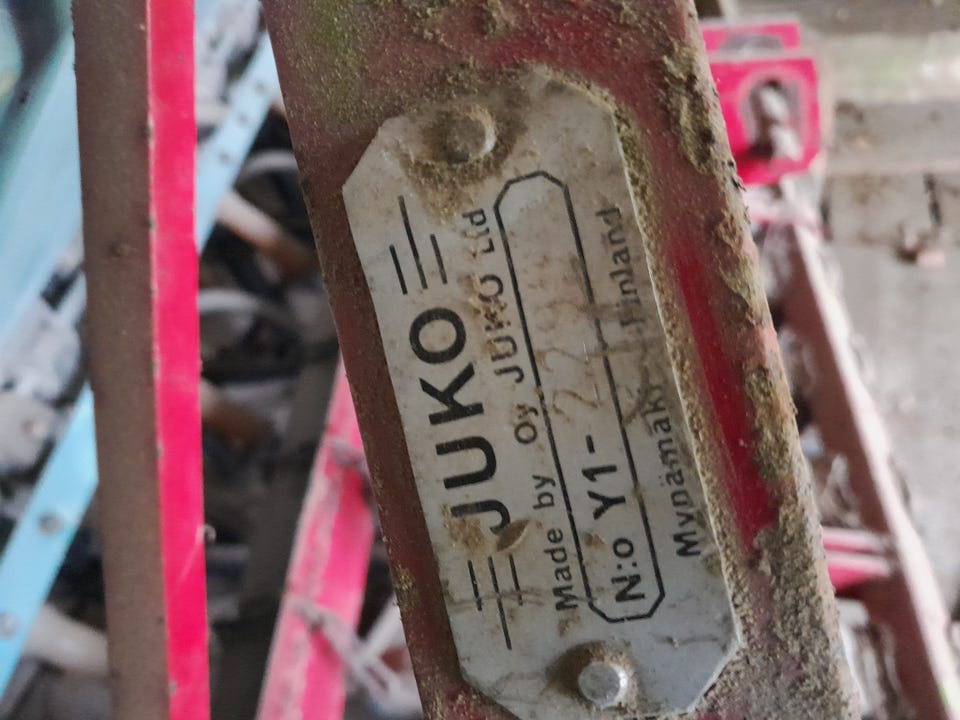 JUKO
Made by Oy JUKO Ltd
N:o Y1-
Mynämäki Finland